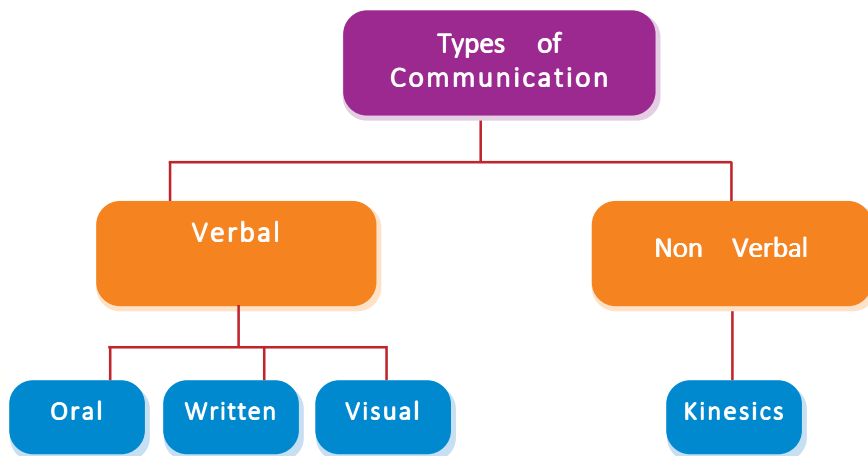 Types of
Communication
Verbal
Non Verbal
Oral
Written
Visual
Kinesics